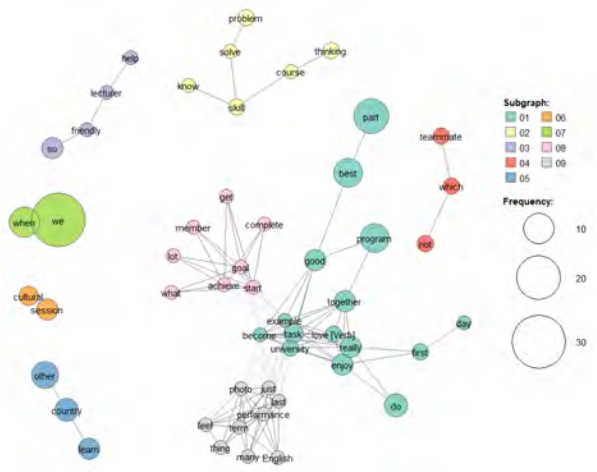 problem
solve
thinking
help
course
know
lecturer
skill
part
friendly
teammate
so
best
which
get
when
we
member
complete
program
not
lot
goal
good
what
achieve
start
cultural
together
session
example
day
become
task
love [Verb]
university
really
first
enjoy
other
photo
just
last
do
country
performance
feel
term
learn
thing
many
English
Subgraph:
01
06
02
07
03
08
04
09
05
Frequency:
10
20
30